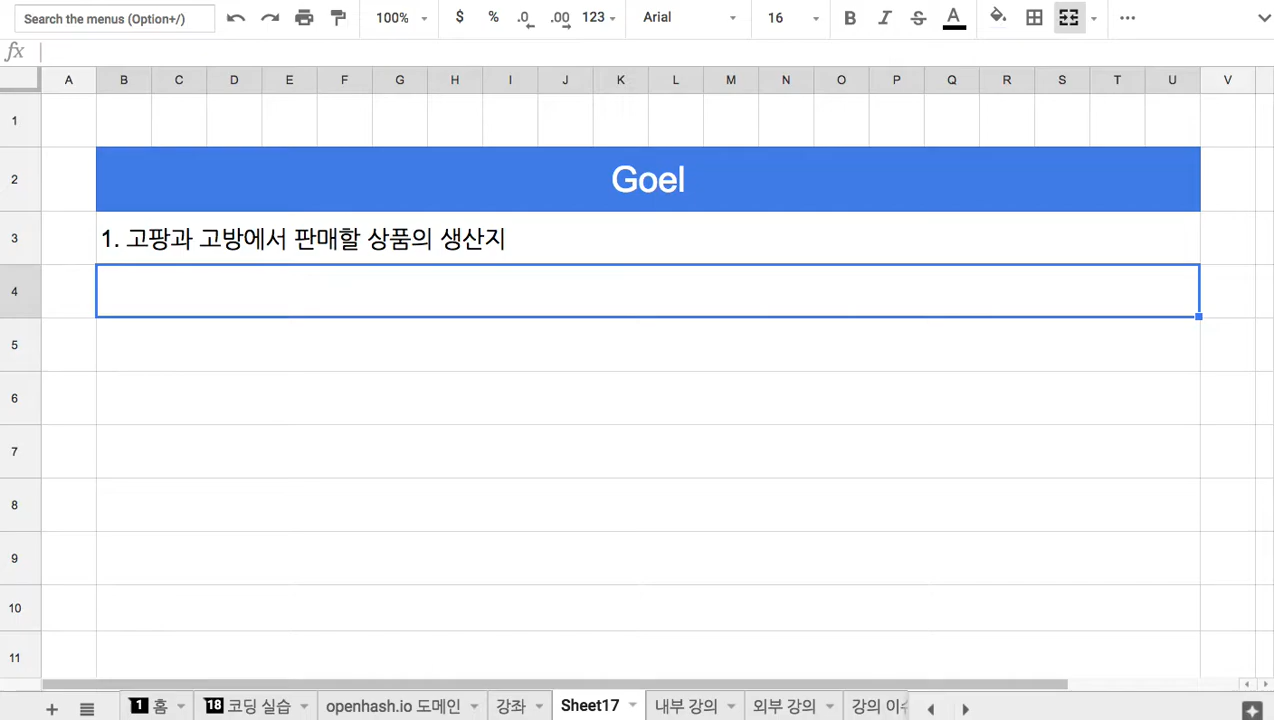 Search the menus (Option+/) 100% $ % .0 .00 123 Arial 16 B I S A
fx
A B C D E F G H I J K L M N O P Q R S T U V
1
2 Goel
3 1. 고팡과 고방에서 판매할 상품의 생산지
4
5
6
7
8
9
10
11
1 홈 18 코딩 실습 openhash.io 도메인 강좌 Sheet17 내부 강의 외부 강의 강의 이수